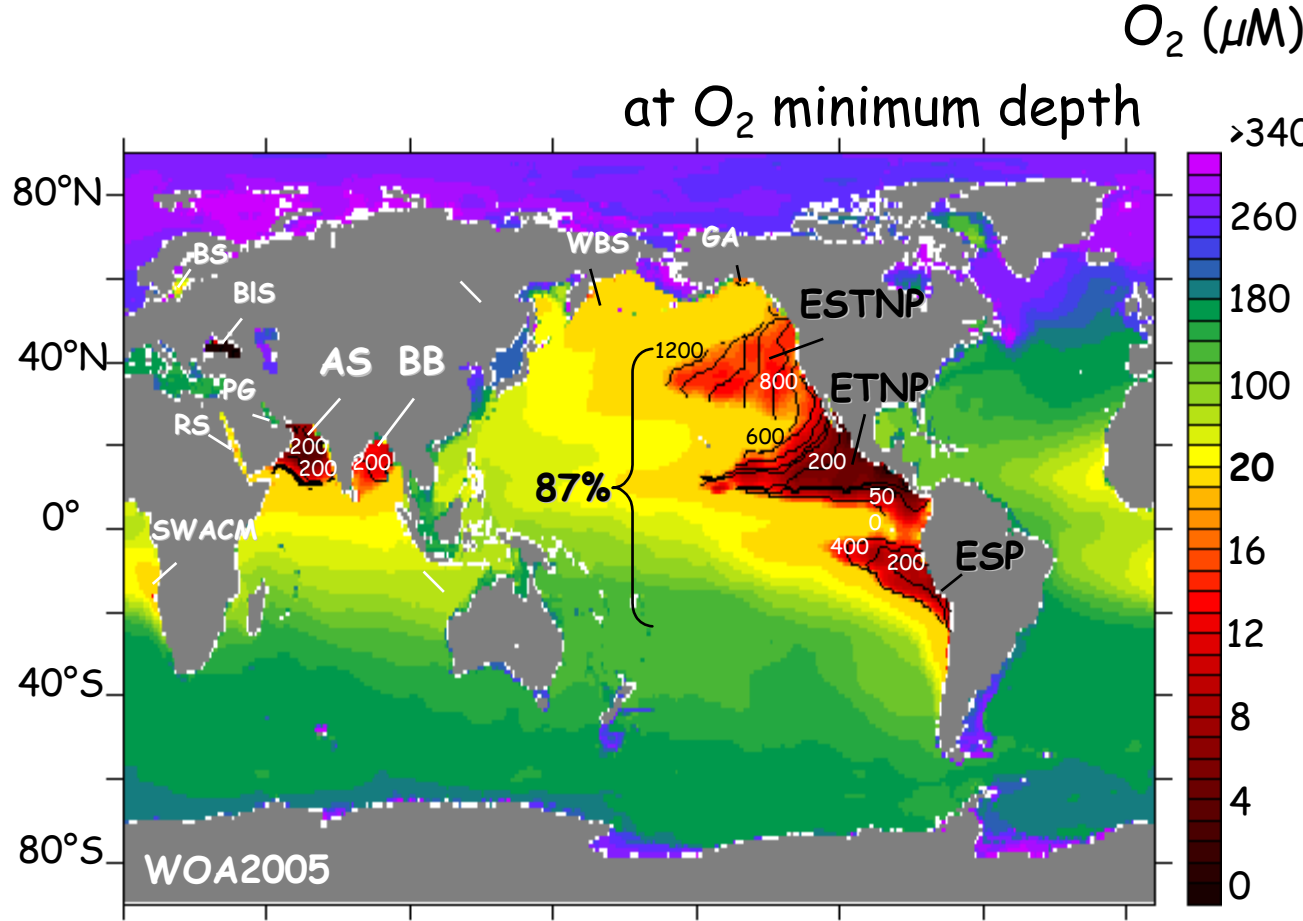 O₂ (μM)
at O₂ minimum depth
>340
80°N
260
BS
WBS
GA
BlS
ESTNP
180
40°N
AS
BB
1200
800
ETNP
100
PG
RS
600
200
200
200
200
20
87%
50
0°
0
SWACM
400
200
ESP
16
12
40°S
8
4
80°S
WOA2005
0